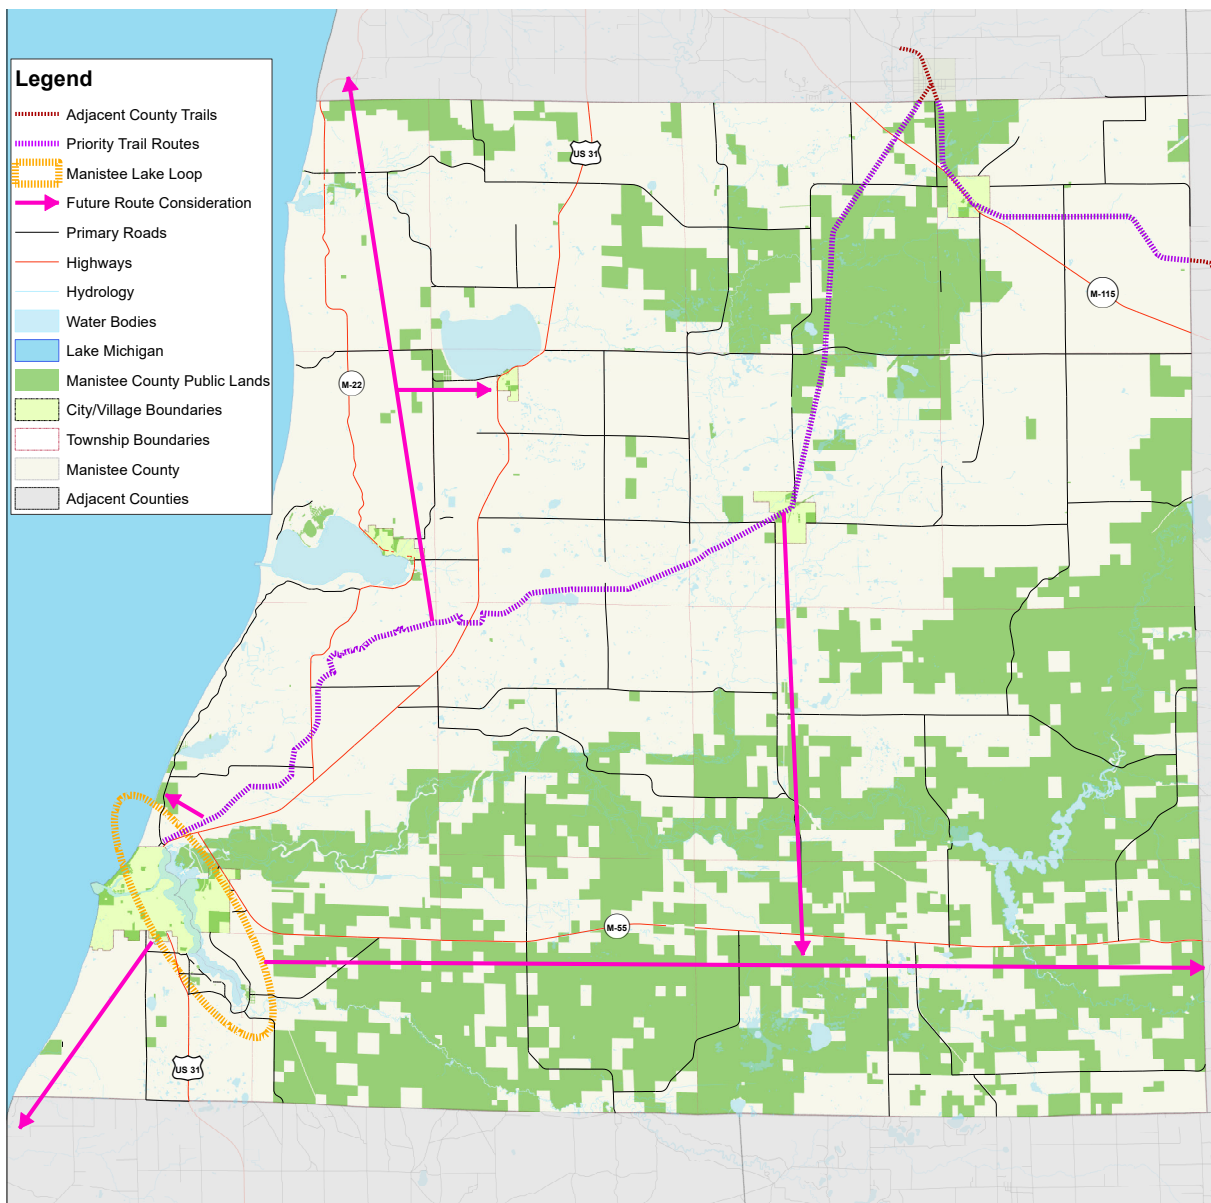 Legend
Adjacent County Trails
Priority Trail Routes
Manistee Lake Loop
Future Route Consideration
Primary Roads
Highways
Hydrology
Water Bodies
Lake Michigan
Manistee County Public Lands
City/Village Boundaries
Township Boundaries
Manistee County
Adjacent Counties
US 31
M-115
M-22
M-55
US 31